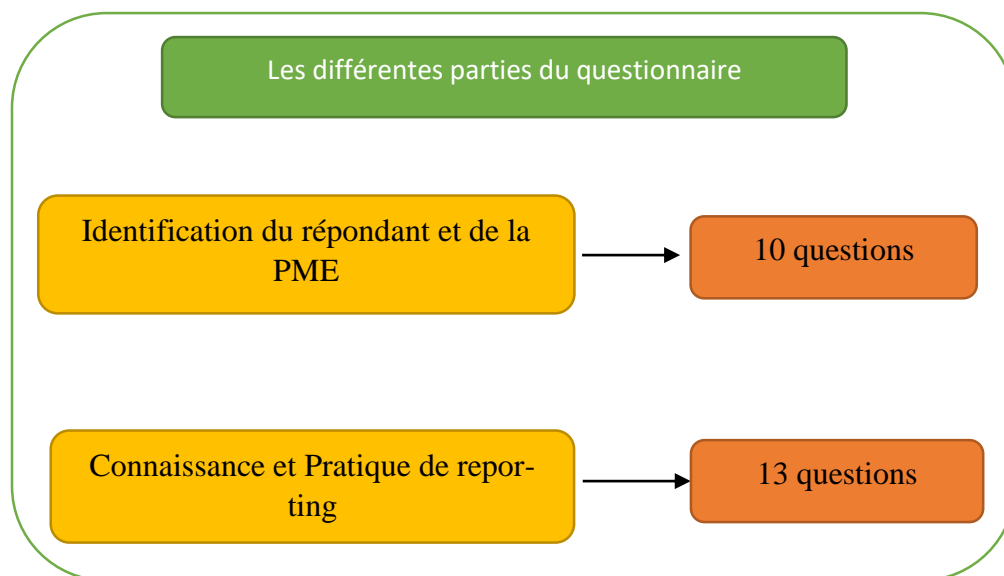 Les différentes parties du questionnaire
Identification du répondant et de la
PME
10 questions
Connaissance et Pratique de repor-
ting
13 questions